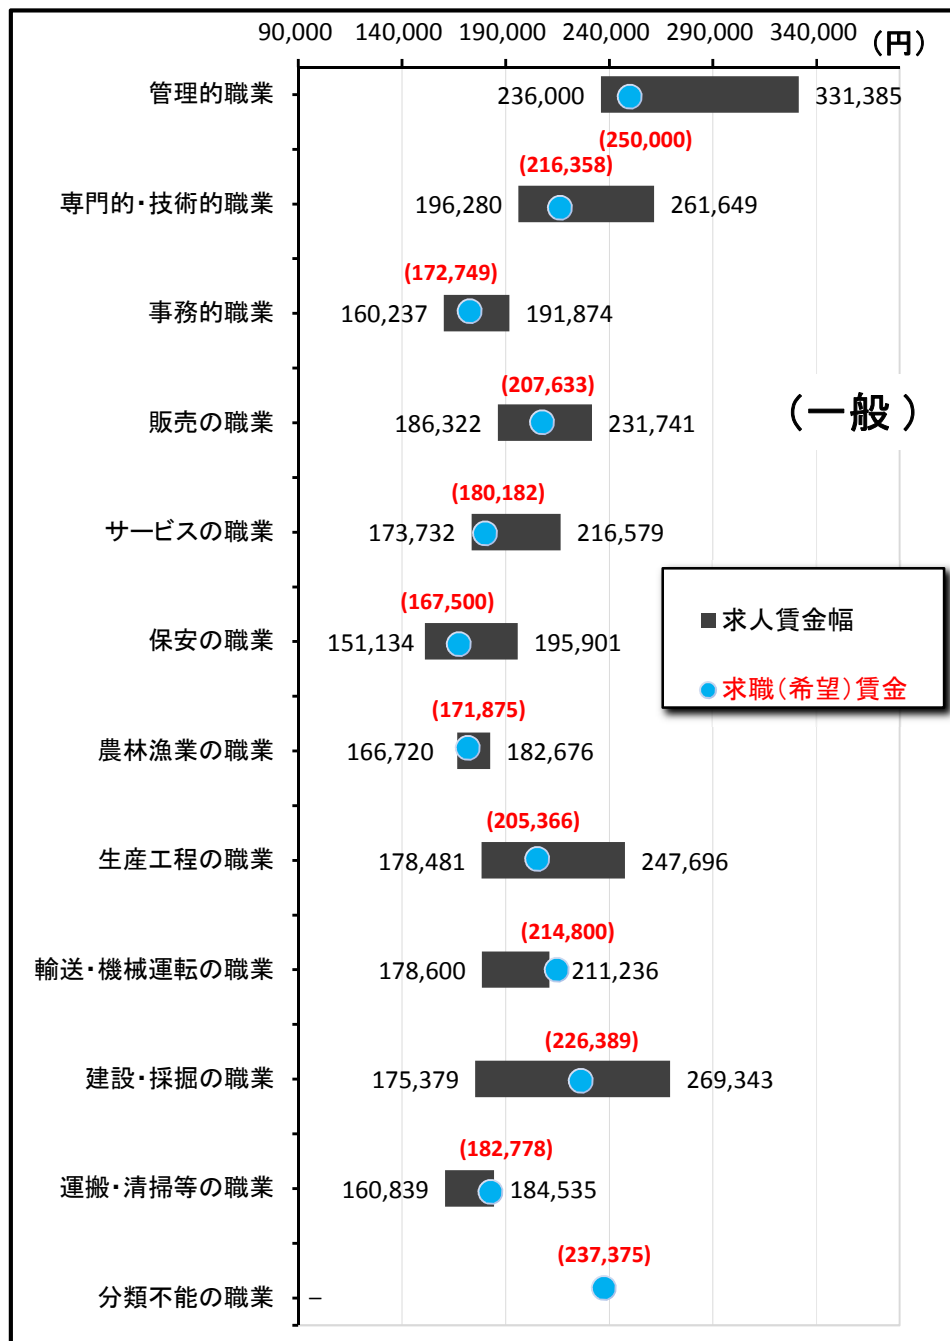 90,000 140,000 190,000 240,000 290,000 340,000 (円)
管理的職業 236,000 331,385
(250,000)
(216,358)
専門的・技術的職業 196,280 261,649
(172,749)
事務的職業 160,237 191,874
(207,633)
販売の職業 186,322 231,741
(一般)
(180,182)
サービスの職業 173,732 216,579
(167,500)
保安の職業 151,134 195,901
■求人賃金幅
求職(希望)賃金
(171,875)
農林漁業の職業 166,720 182,676
(205,366)
生産工程の職業 178,481 247,696
(214,800)
輸送・機械運転の職業 178,600 211,236
(226,389)
建設・採掘の職業 175,379 269,343
(182,778)
運搬・清掃等の職業 160,839 184,535
(237,375)
分類不能の職業 –